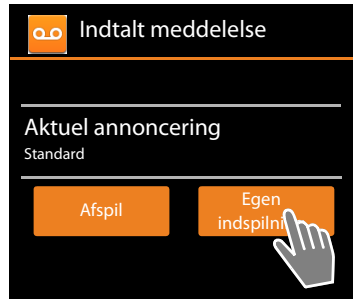 Indtalt meddelelse
Aktuel annoncering
Standard
Afspil
Egen